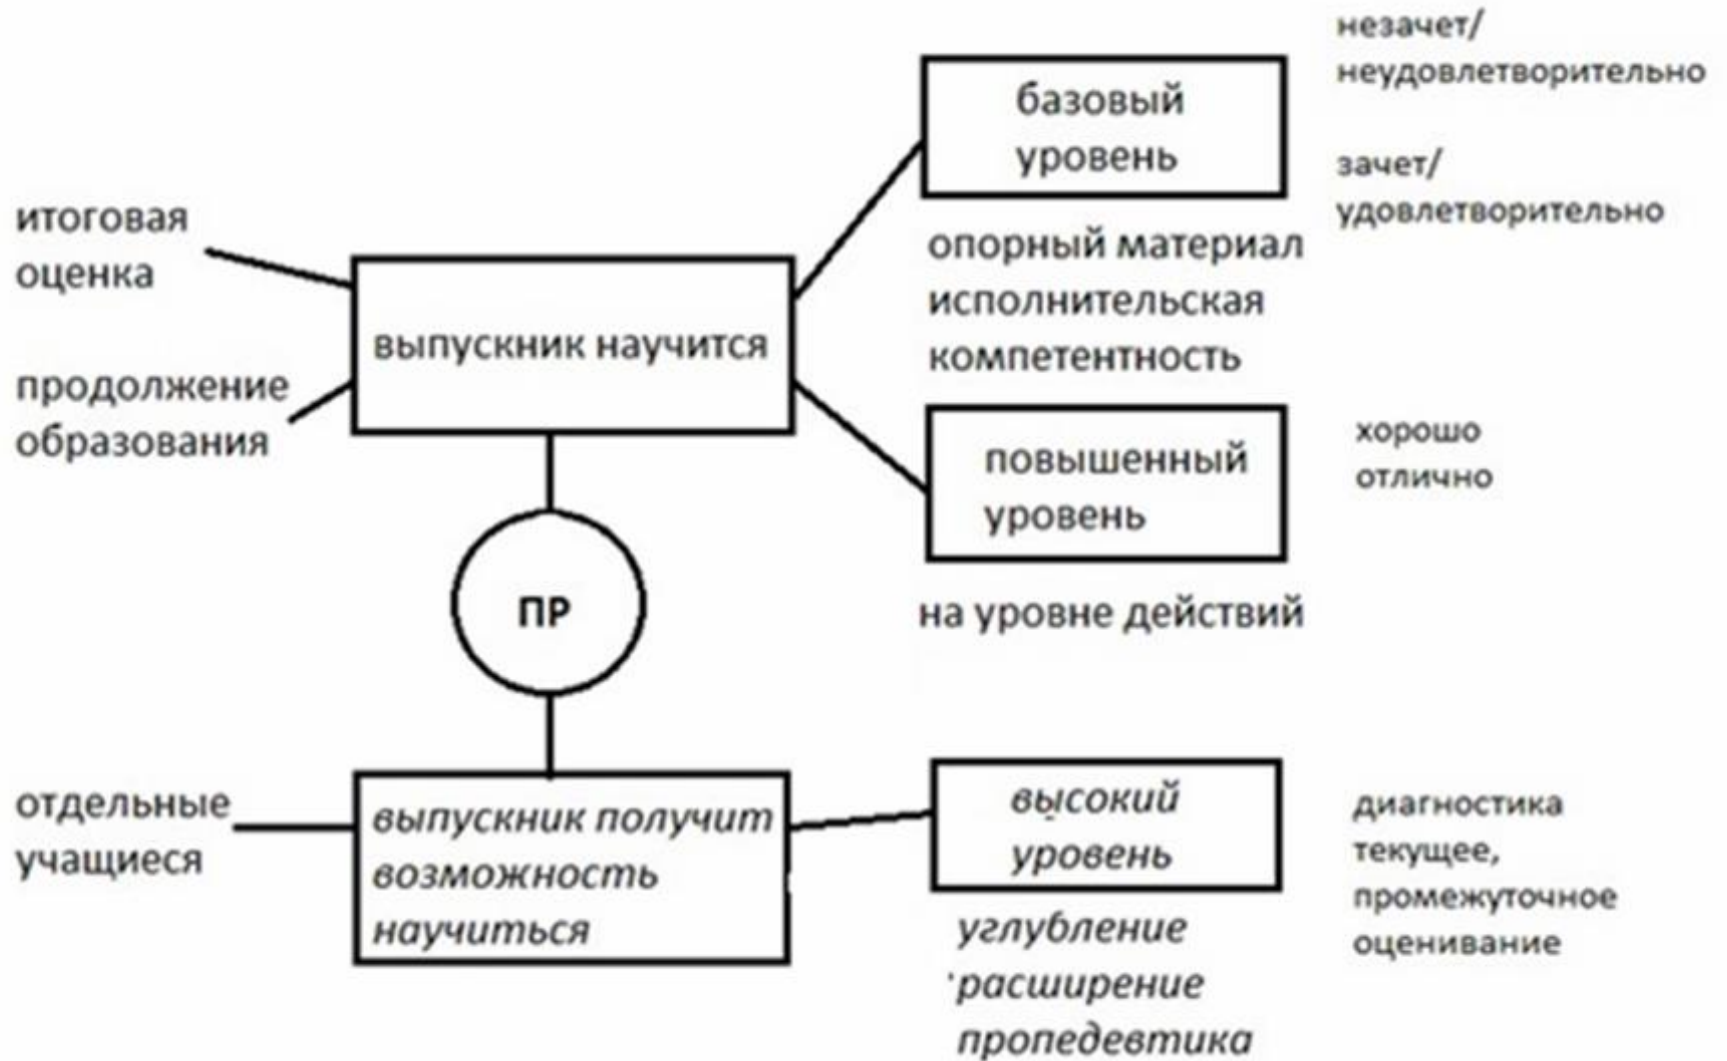 незачет/
неудовлетворительно
базовый
уровень
зачет/
удовлетворительно
итоговая
оценка
опорный материал
исполнительская
компетентность
выпускник научится
продолжение
образования
повышенный
уровень
хорошо
отлично
на уровне действий
ПР
отдельные
учащиеся
выпускник получит
возможность
научиться
высокий
уровень
углубление
расширение
пропедевтика
диагностика
текущее,
промежуточное
оценивание